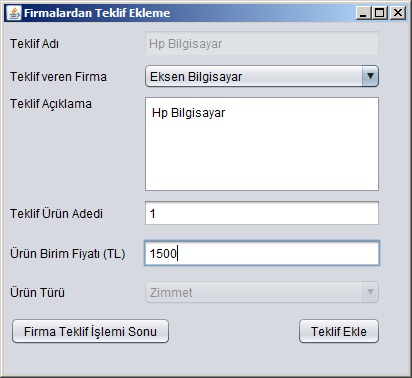 Firmalardan Teklif Ekleme
Teklif Adı Hp Bilgisayar
Teklif veren Firma Eksen Bilgisayar
Teklif Açıklama Hp Bilgisayar
Teklif Ürün Adedi 1
Ürün Birim Fiyatı (TL) 1500
Ürün Türü Zimmet
Firma Teklif İşlemi Sonu Teklif Ekle